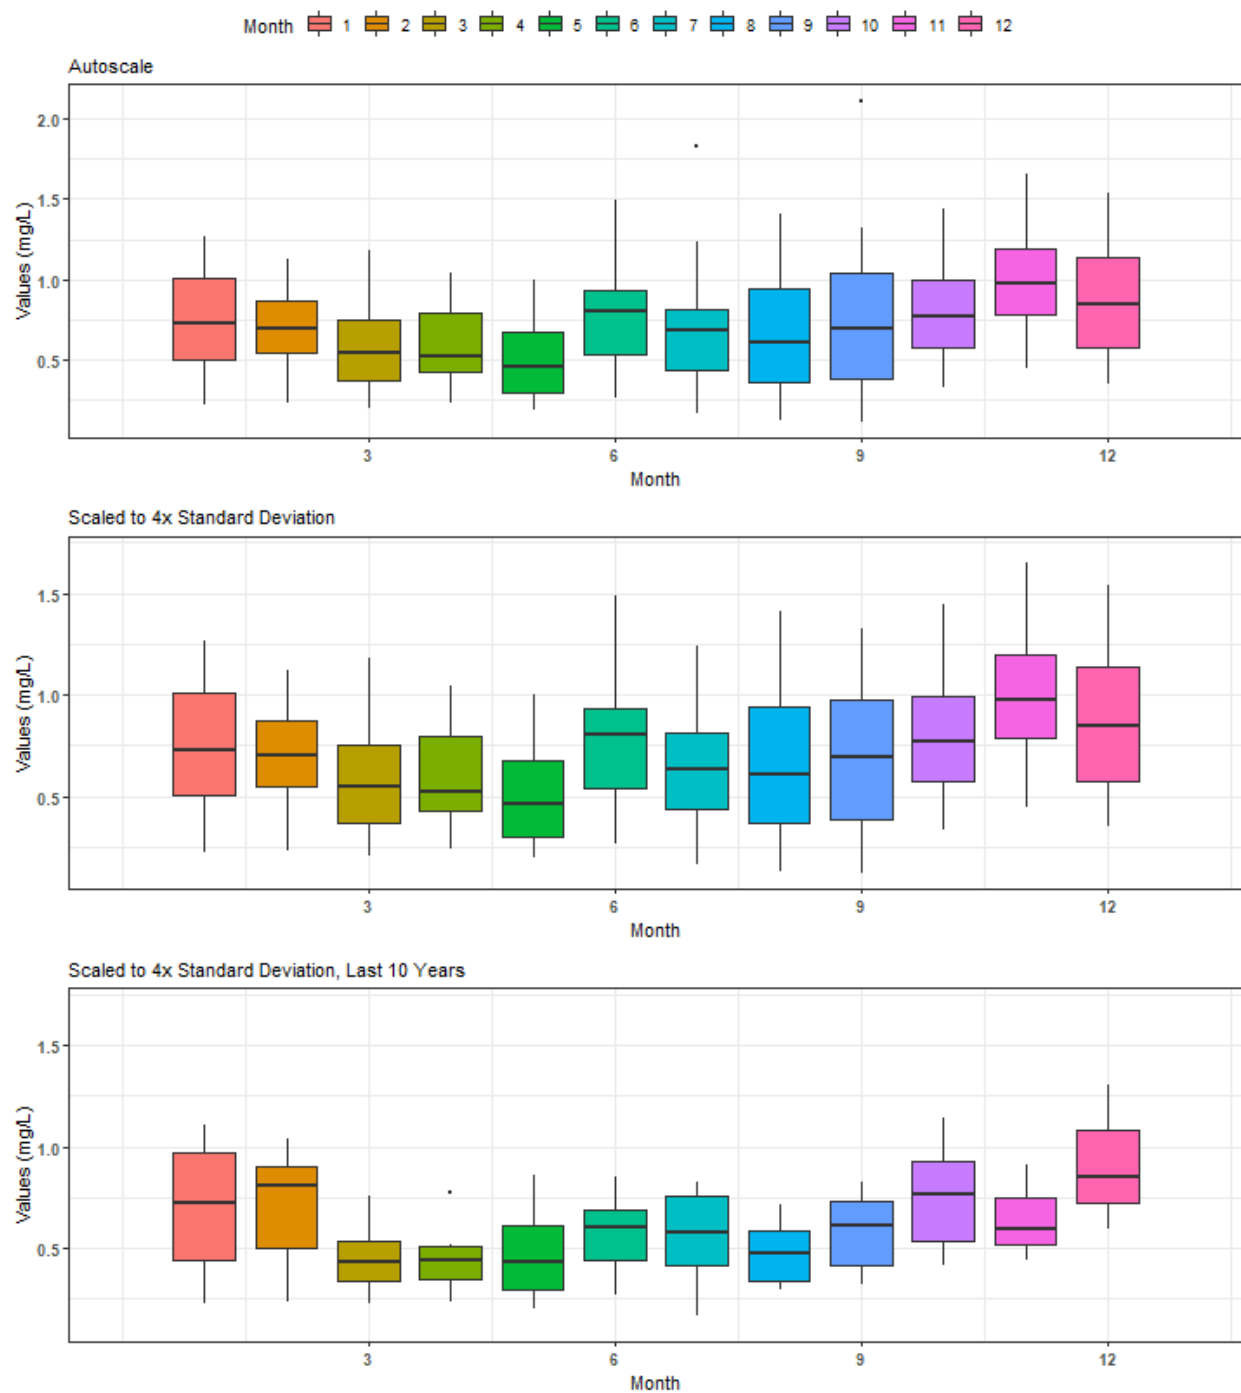 Month 1 2 3 4 5 6 7 8 9 10 11 12
Autoscale
Values (mg/L)
2.0
1.5
1.0
0.5
3 6 9 12
Month
Scaled to 4x Standard Deviation
Values (mg/L)
1.5
1.0
0.5
3 6 9 12
Month
Scaled to 4x Standard Deviation, Last 10 Years
Values (mg/L)
1.5
1.0
0.5
3 6 9 12
Month